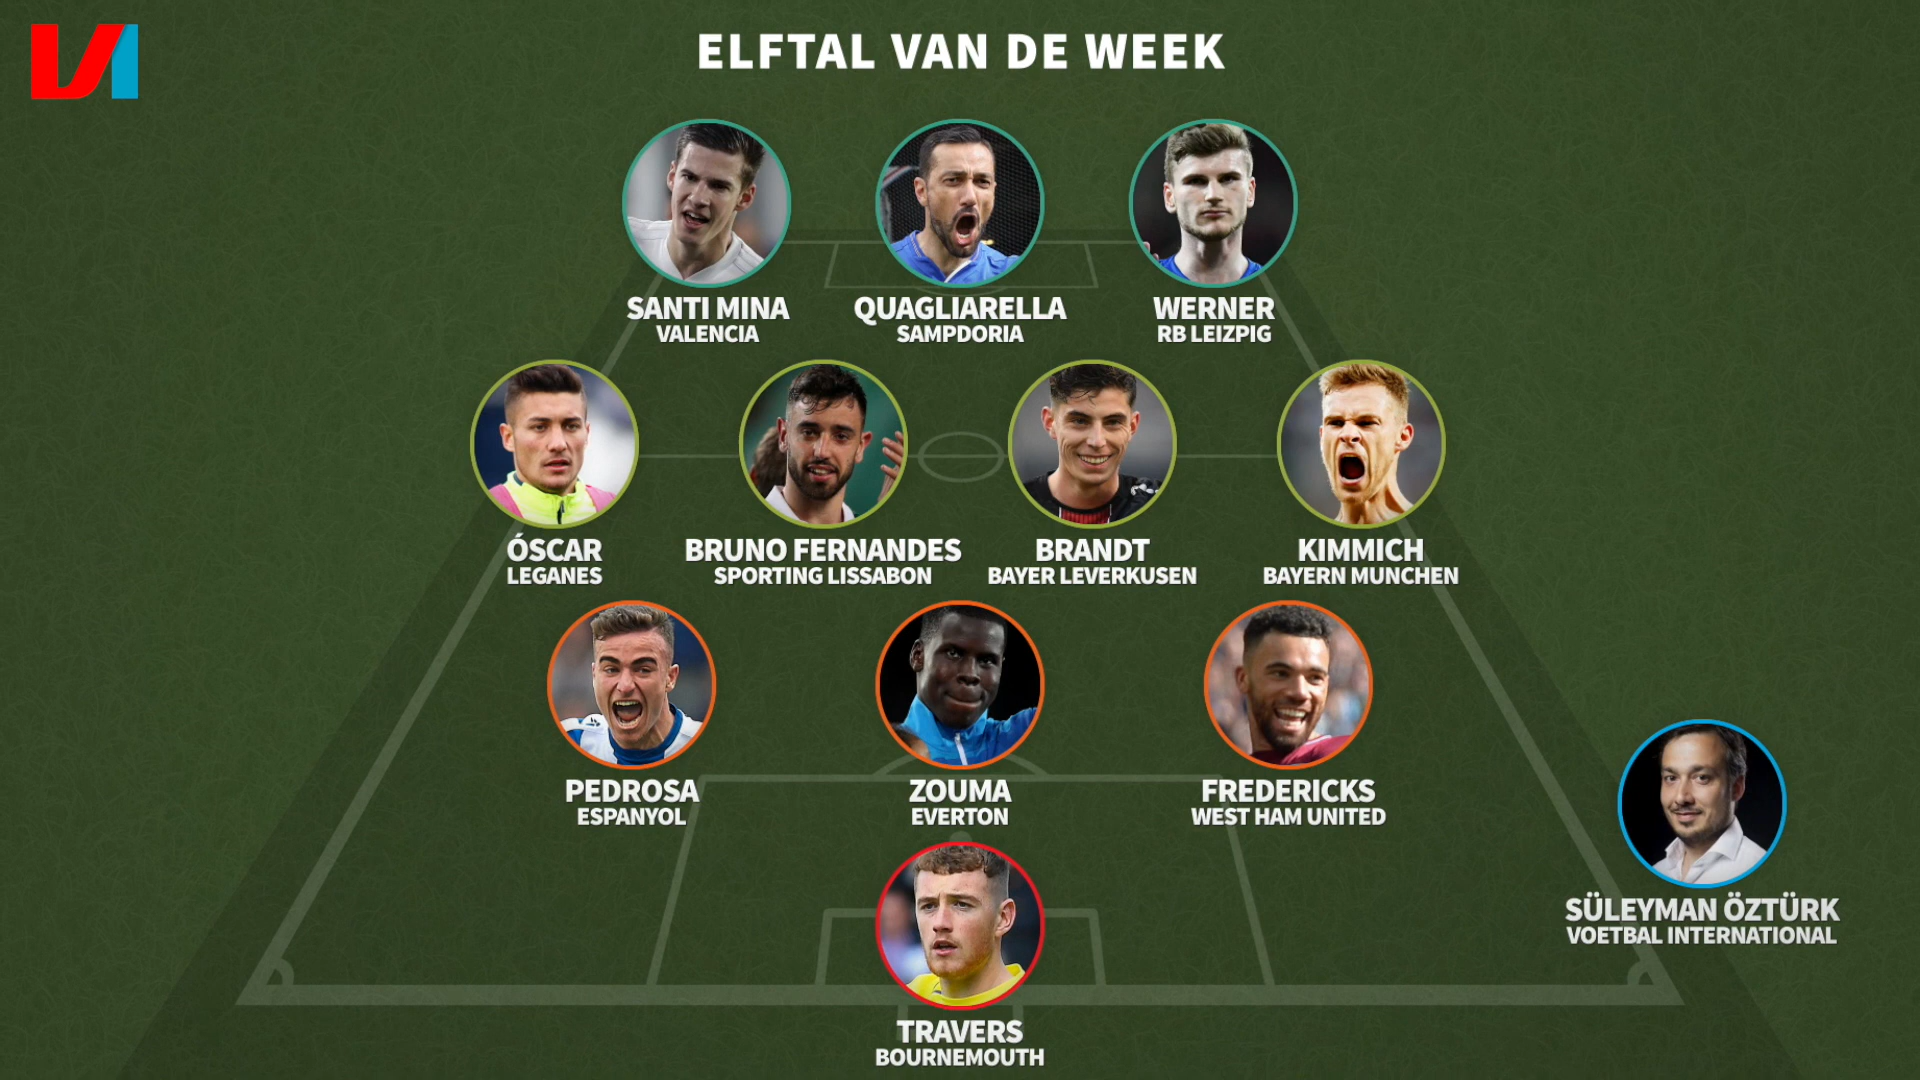 VI
ELFTAL VAN DE WEEK
SANTI MINA
VALENCIA
QUAGLIARELLA
SAMPDORIA
WERNER
RB LEIZPIG
ÓSCAR
LEGANES
BRUNO FERNANDES
SPORTING LISSABON
BRANDT
BAYER LEVERKUSEN
KIMMICH
BAYERN MUNCHEN
PEDROSA
ESPANYOL
ZOUMA
EVERTON
FREDERICKS
WEST HAM UNITED
SÜLEYMAN ÖZTÜRK
VOETBAL INTERNATIONAL
TRAVERS
BOURNEMOUTH